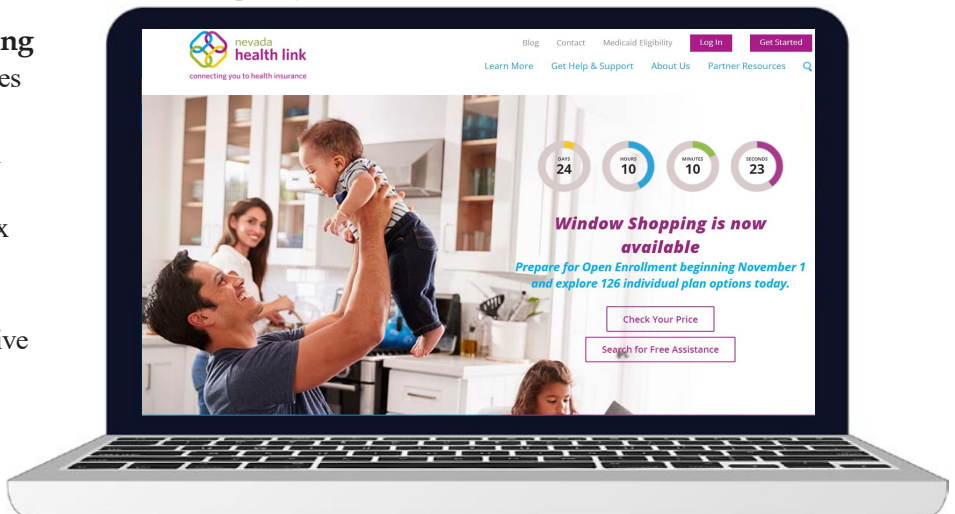 ng
es
x
ive
nevada
health link
connecting you to health insurance
Blog Contact Medicaid Eligibility Log In Get Started
Learn More Get Help & Support About Us Partner Resources
DAYS
24
HOURS
10
MINUTES
10
SECONDS
23
Window Shopping is now
available
Prepare for Open Enrollment beginning November 1
and explore 126 individual plan options today.
Check Your Price
Search for Free Assistance